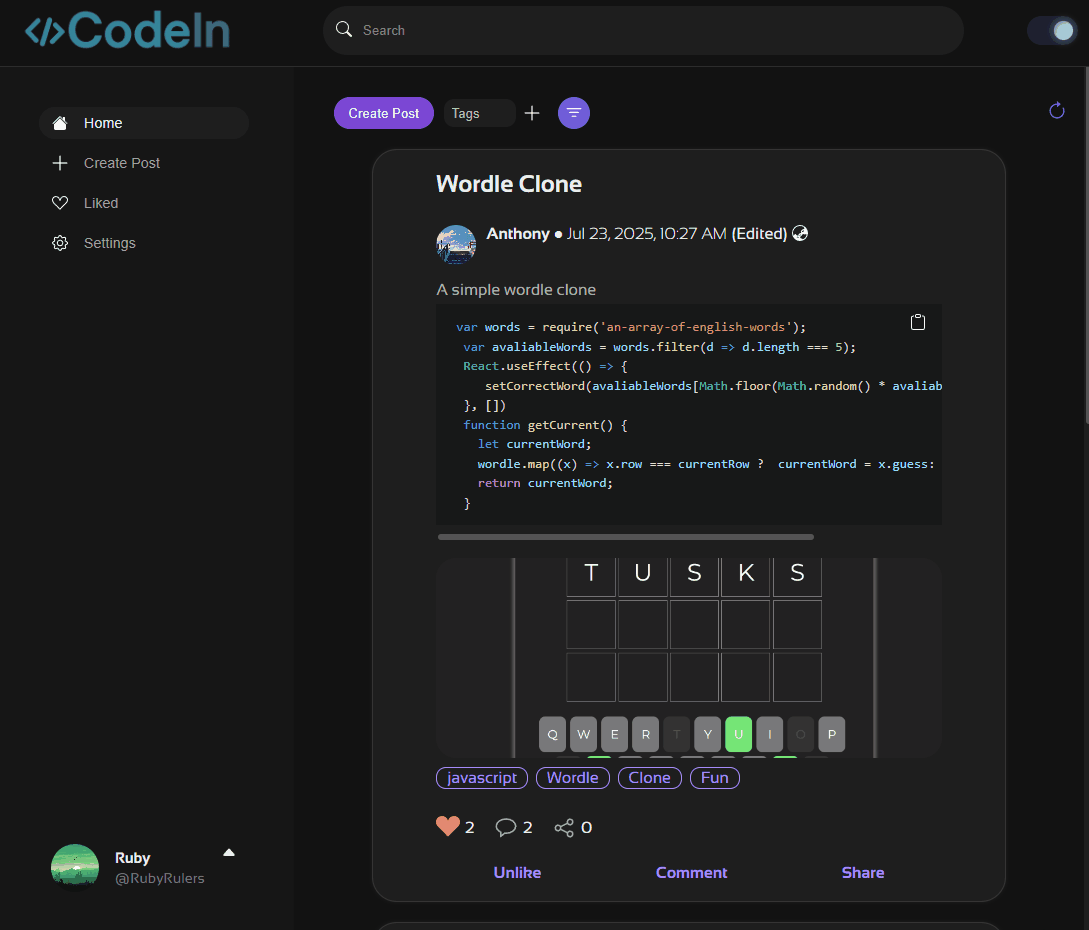 </>CodeIn
Search
Home
Create Post
Liked
Settings
Create Post
Tags
Wordle Clone
Anthony ● Jul 23, 2025, 10:27 AM (Edited)
A simple wordle clone
var words = require('an-array-of-english-words');
var avaliableWords = words.filter(d => d.length === 5);
React.useEffect(() => {
setCorrectWord(avaliableWords[Math.floor(Math.random() * avaliab
}, [])
function getCurrent() {
let currentWord;
wordle.map((x) => x.row === currentRow ?  currentWord = x.guess:
return currentWord;
}
T U S K S
Q W E R T Y U I O P
javascript Wordle Clone Fun
2 2 0
Unlike Comment Share
Ruby
@RubyRulers